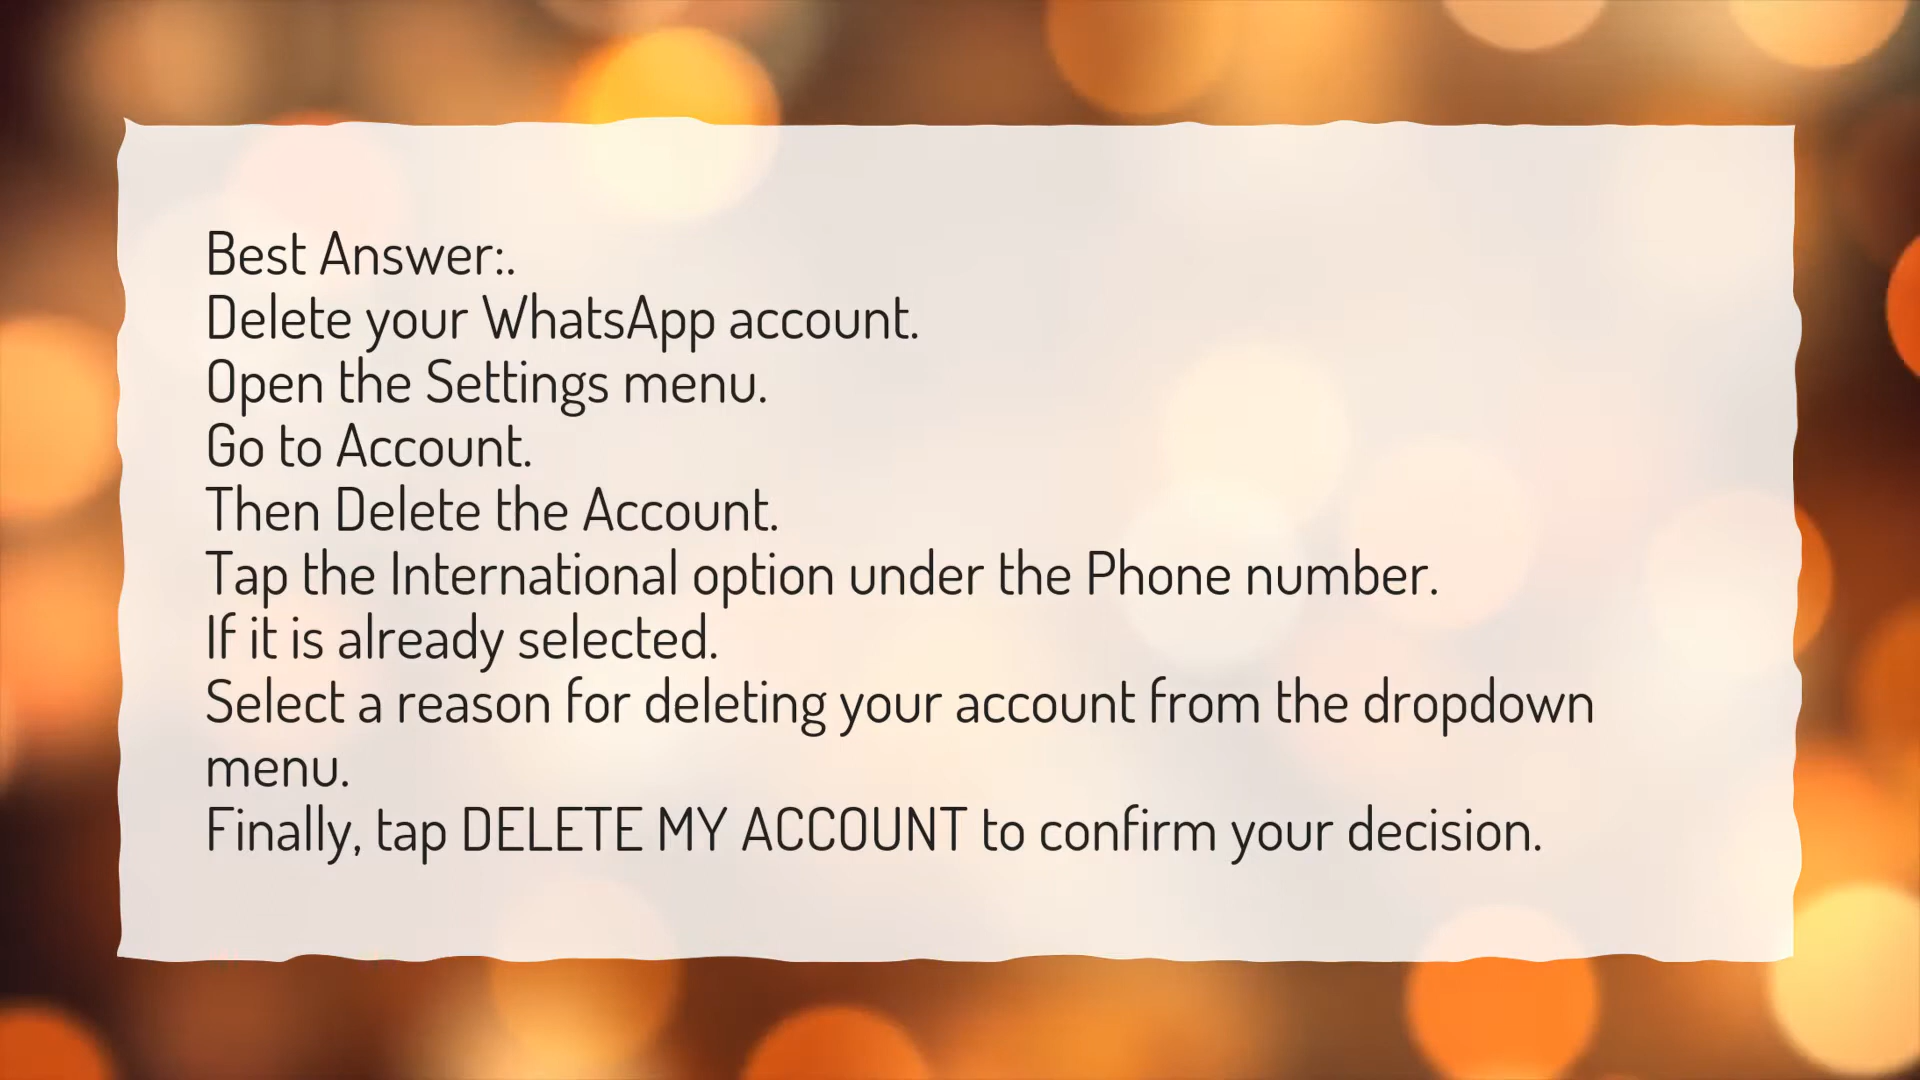 Best Answer:.
Delete your WhatsApp account.
Open the Settings menu.
Go to Account.
Then Delete the Account.
Tap the International option under the Phone number.
If it is already selected.
Select a reason for deleting your account from the dropdown
menu.
Finally, tap DELETE MY ACCOUNT to confirm your decision.